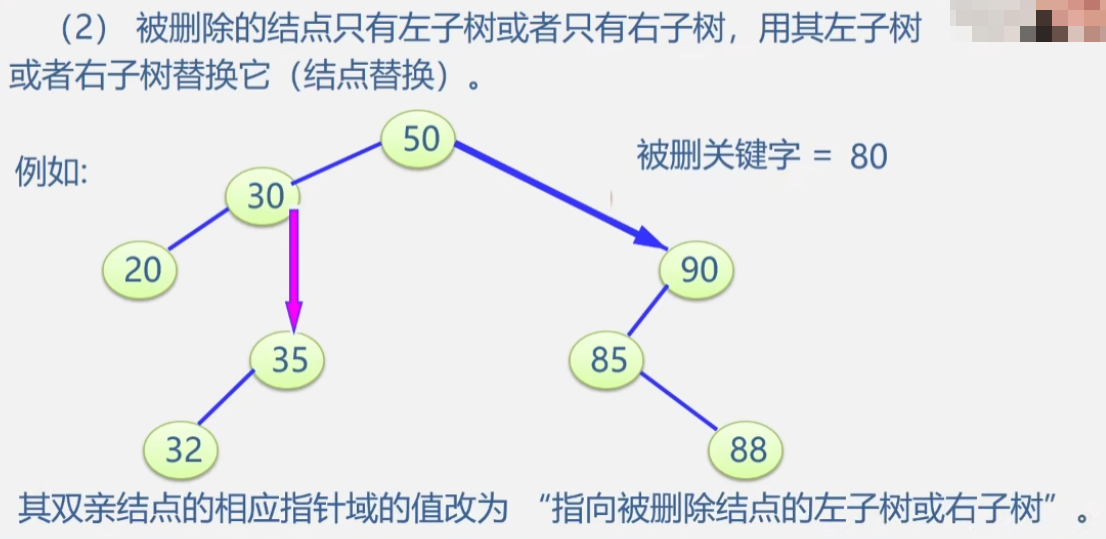 （2） 被删除的结点只有左子树或者只有右子树，用其左子树
或者右子树替换它（结点替换）。
50
例如:
被删关键字 = 80
30
20
90
35
85
32
88
其双亲结点的相应指针域的值改为 “指向被删除结点的左子树或右子树”。